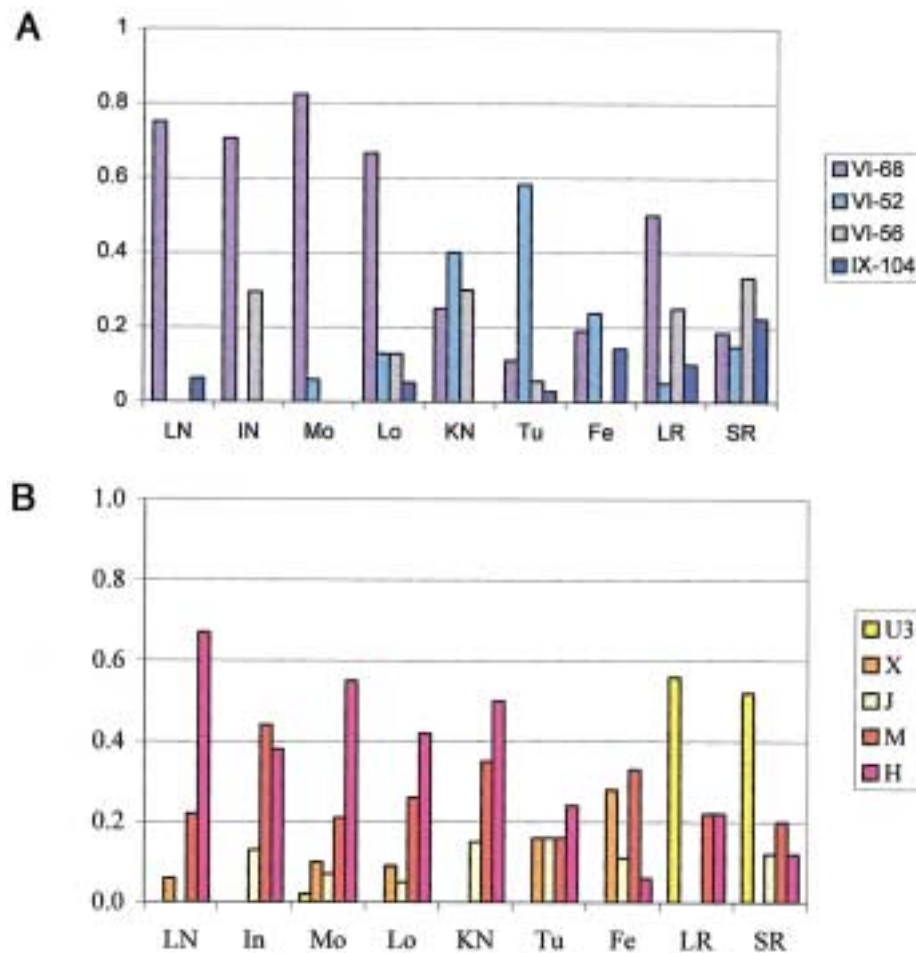 A
1
0.8
0.6
0.4
0.2
0
LN IN Mo Lo KN Tu Fe LR SR
VI-68
VI-52
VI-56
IX-104
B
1.0
0.8
0.6
0.4
0.2
0.0
LN In Mo Lo KN Tu Fe LR SR
U3
X
J
M
H